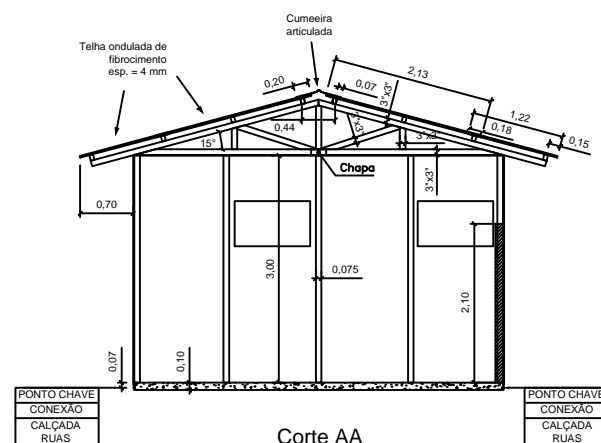 Cumeeira
articulada
Telha ondulada de
fibrocimento
esp. = 4 mm
2,13
0,20
0,07
3"x3"
1,22
0,44
3"x3"
0,18
15°
3"x3"
0,15
Chapa
3"x3"
0,70
3,00
0,075
2,10
0,07
0,10
PONTO CHAVE
CONEXÃO
CALÇADA
RUAS
PONTO CHAVE
CONEXÃO
CALÇADA
RUAS
Corte AA